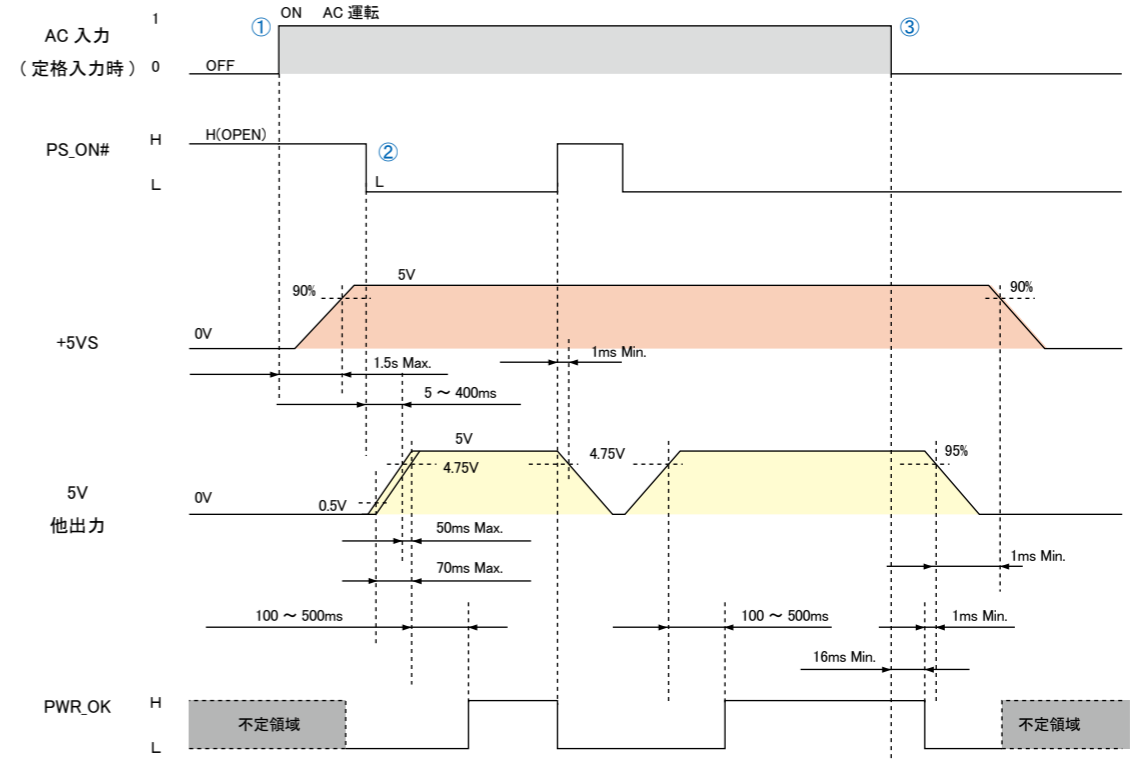 ON AC 運転
1
①
③
AC 入力
( 定格入力時 )
0
OFF
H
H(OPEN)
PS_ON#
②
L
L
5V
90%
90%
0V
+5VS
1ms Min.
1.5s Max.
5 ～ 400ms
5V
4.75V
4.75V
95%
5V
他出力
0V
0.5V
50ms Max.
1ms Min.
70ms Max.
100 ～ 500ms
100 ～ 500ms
1ms Min.
16ms Min.
PWR_OK
H
不定領域
不定領域
L